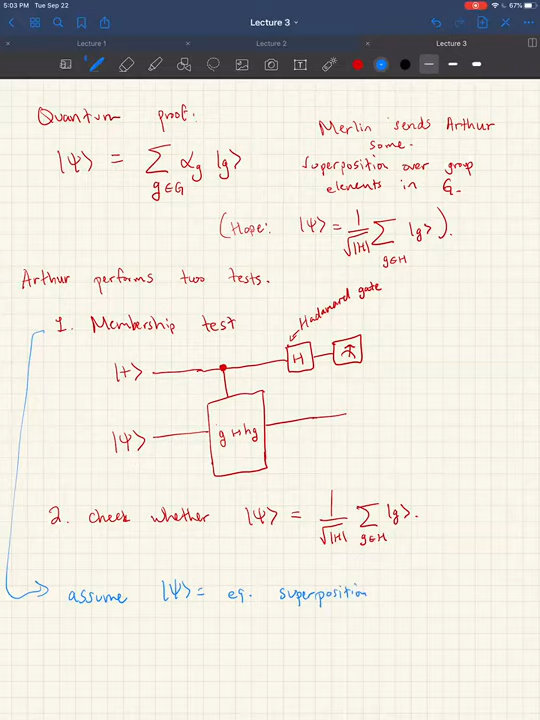 5:03 PM Tue Sep 22
67%
Lecture 3
Lecture 1
Lecture 2
Lecture 3
Quantum proof:
|ψ⟩ = ∑_{g∈G} α_g |g⟩
Merlin sends Arthur
some
superposition over group
elements in G.
(Hope: |ψ⟩ = 1/√|H| ∑_{g∈H} |g⟩).
Arthur performs two tests.
1. Membership test
Hadamard gate
|+⟩
H
|ψ⟩
g ↦ hg
2. check whether |ψ⟩ = 1/√|H| ∑_{g∈H} |g⟩.
assume |ψ⟩ = eq. superposition